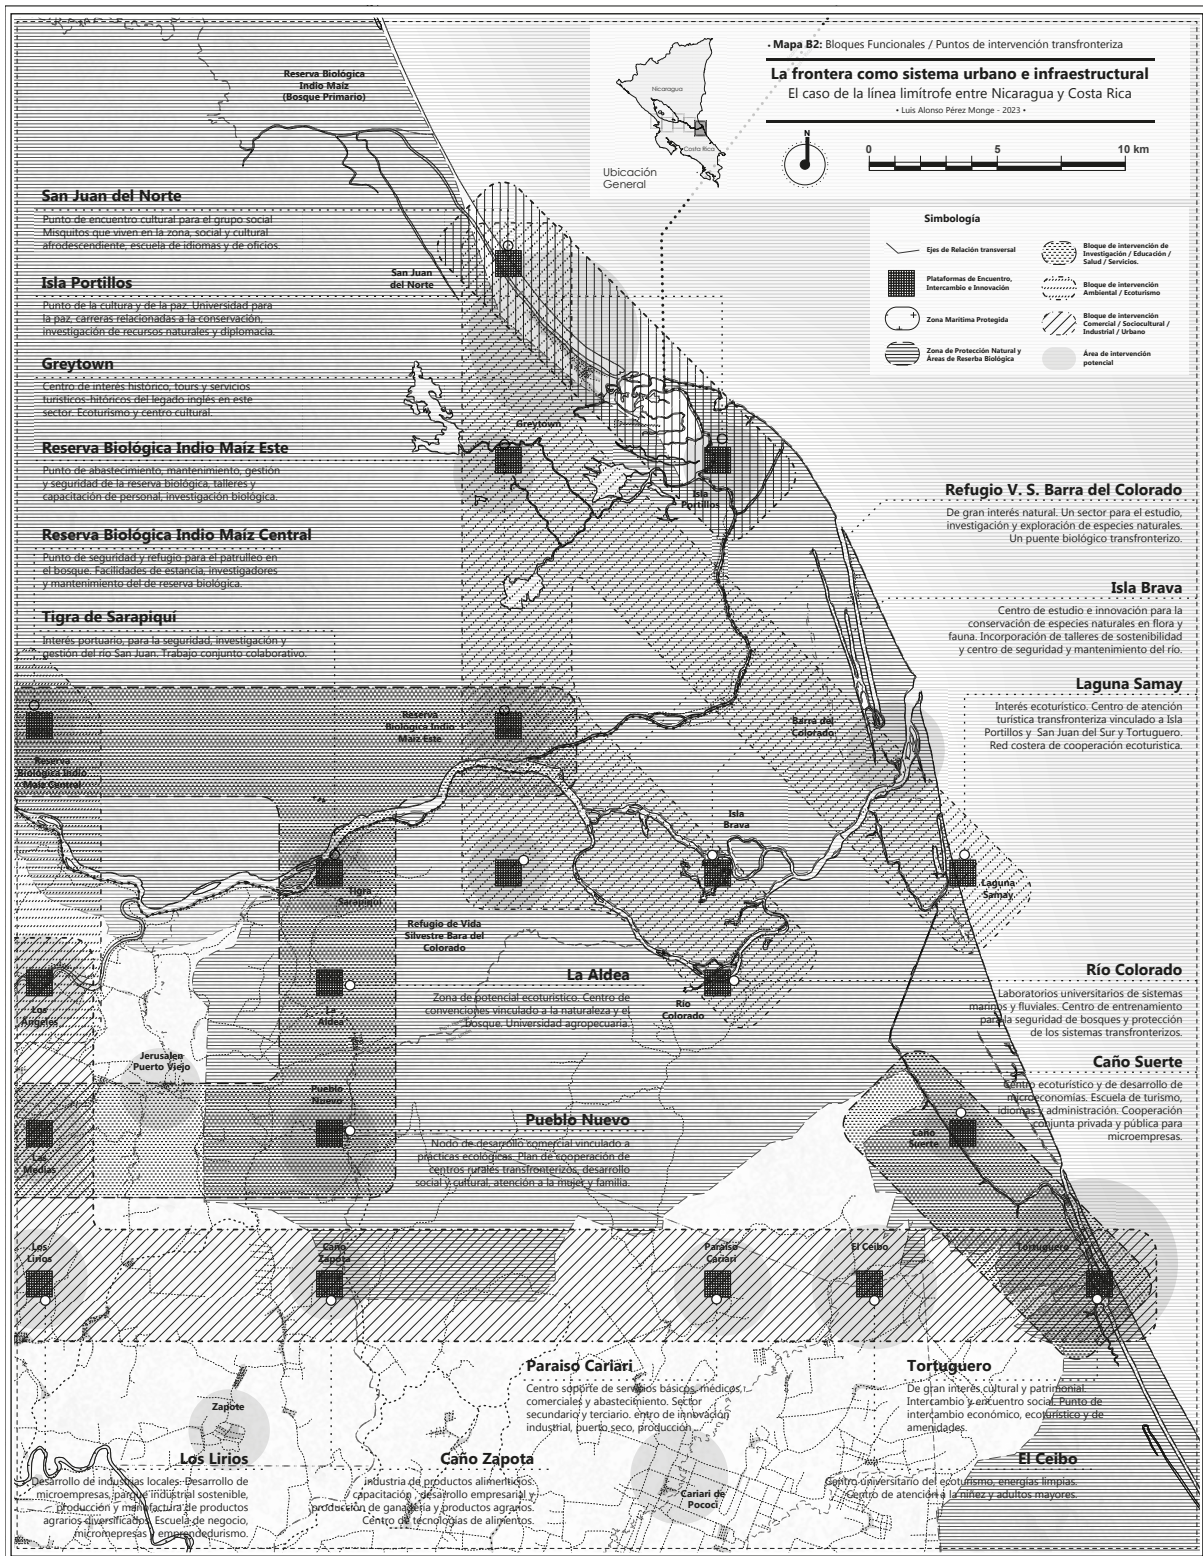 Mapa B2: Bloques Funcionales / Puntos de intervención transfronteriza
La frontera como sistema urbano e infraestructural
El caso de la línea limítrofe entre Nicaragua y Costa Rica
• Luis Alonso Pérez Monge - 2023 •
Nicaragua
Costa Rica
Ubicación
General
N
0 5 10 km
Simbología
Ejes de Relación transversal
Plataformas de Encuentro,
Intercambio e Innovación
Zona Marítima Protegida
Zona de Protección Natural y
Áreas de Reserba Biológica
Bloque de intervención de
Investigación / Educación /
Salud / Servicios.
Bloque de intervención
Ambiental / Ecoturismo
Bloque de intervención
Comercial / Sociocultural /
Industrial / Urbano
Área de intervención
potencial
Reserva Biológica
Indio Maíz
(Bosque Primario)
San Juan del Norte
Punto de encuentro cultural para el grupo social
Misquitos que viven en la zona, social y cultural
afrodescendiente, escuela de idiomas y de oficios.
San Juan
del Norte
Isla Portillos
Punto de la cultura y de la paz. Universidad para
la paz, carreras relacionadas a la conservación,
investigación de recursos naturales y diplomacia.
Greytown
Centro de interés histórico, tours y servicios
turísticos-hitóricos del legado inglés en este
sector. Ecoturismo y centro cultural.
Greytown
Reserva Biológica Indio Maíz Este
Punto de abastecimiento, mantenimiento, gestión
y seguridad de la reserva biológica, talleres y
capacitación de personal, investigación biológica.
Isla
Portillos
Reserva Biológica Indio Maíz Central
Punto de seguridad y refugio para el patrulleo en
el bosque. Facilidades de estancia, investigadores
y mantenimiento del de reserva biológica.
Tigra de Sarapiquí
Interés portuario, para la seguridad, investigación y
gestión del río San Juan. Trabajo conjunto colaborativo.
Refugio V. S. Barra del Colorado
De gran interés natural. Un sector para el estudio,
investigación y exploración de especies naturales.
Un puente biológico transfronterizo.
Isla Brava
Centro de estudio e innovación para la
conservación de especies naturales en flora y
fauna. Incorporación de talleres de sostenibilidad
y centro de seguridad y mantenimiento del río.
Laguna Samay
Interés ecoturístico. Centro de atención
turística transfronteriza vinculado a Isla
Portillos y San Juan del Sur y Tortuguero.
Red costera de cooperación ecoturistica.
Reserva
Biológica Indio
Maíz Este
Barra del
Colorado
Reserva
Biológica Indio
Maíz Central
Isla
Brava
Tigra
Sarapiquí
Laguna
Samay
Refugio de Vida
Silvestre Bara del
Colorado
La Aldea
Zona de potencial ecoturístico. Centro de
convenciones vinculado a la naturaleza y el
bosque. Universidad agropecuaria.
Río
Colorado
Río Colorado
Laboratorios universitarios de sistemas
marinos y fluviales. Centro de entrenamiento
para la seguridad de bosques y protección
de los sistemas transfronterizos.
Los
Ángeles
La
Aldea
Jerusalen
Puerto Viejo
Caño Suerte
Centro ecoturístico y de desarrollo de
microeconomías. Escuela de turismo,
idiomas y administración. Cooperación
conjunta privada y pública para
microempresas.
Pueblo
Nuevo
Pueblo Nuevo
Nodo de desarrollo comercial vinculado a
prácticas ecológicas. Plan de cooperación de
centros rurales transfronterizos, desarrollo
social y cultural, atención a la mujer y familia.
Caño
Suerte
Las
Medias
Los
Lirios
Caño
Zapota
Paraíso
Cariari
El Ceibo
Tortuguero
Paraiso Cariari
Centro soporte de servicios básicos, médicos,
comerciales y abastecimiento. Sector
secundario y terciario. entro de innovación
industrial, puerto seco, producción
Tortuguero
De gran interés cultural y patrimonial.
Intercambio y encuentro social. Punto de
intercambio económico, ecoturístico y de
amenidades.
Zapote
Los Lirios
Desarrollo de industrias locales. Desarrollo de
microempresas, parque industrial sostenible,
producción y manufactura de productos
agrarios diversificados. Escuela de negocio,
micromepresas y emprendedurismo.
Caño Zapota
industria de productos alimenticios,
capacitación , desarrollo empresarial y
producción de ganadería y productos agrarios.
Centro de tecnologías de alimentos.
Cariari de
Pococi
El Ceibo
Centro universitario del ecoturismo, energías limpias.
Centro de atención a la niñez y adultos mayores.